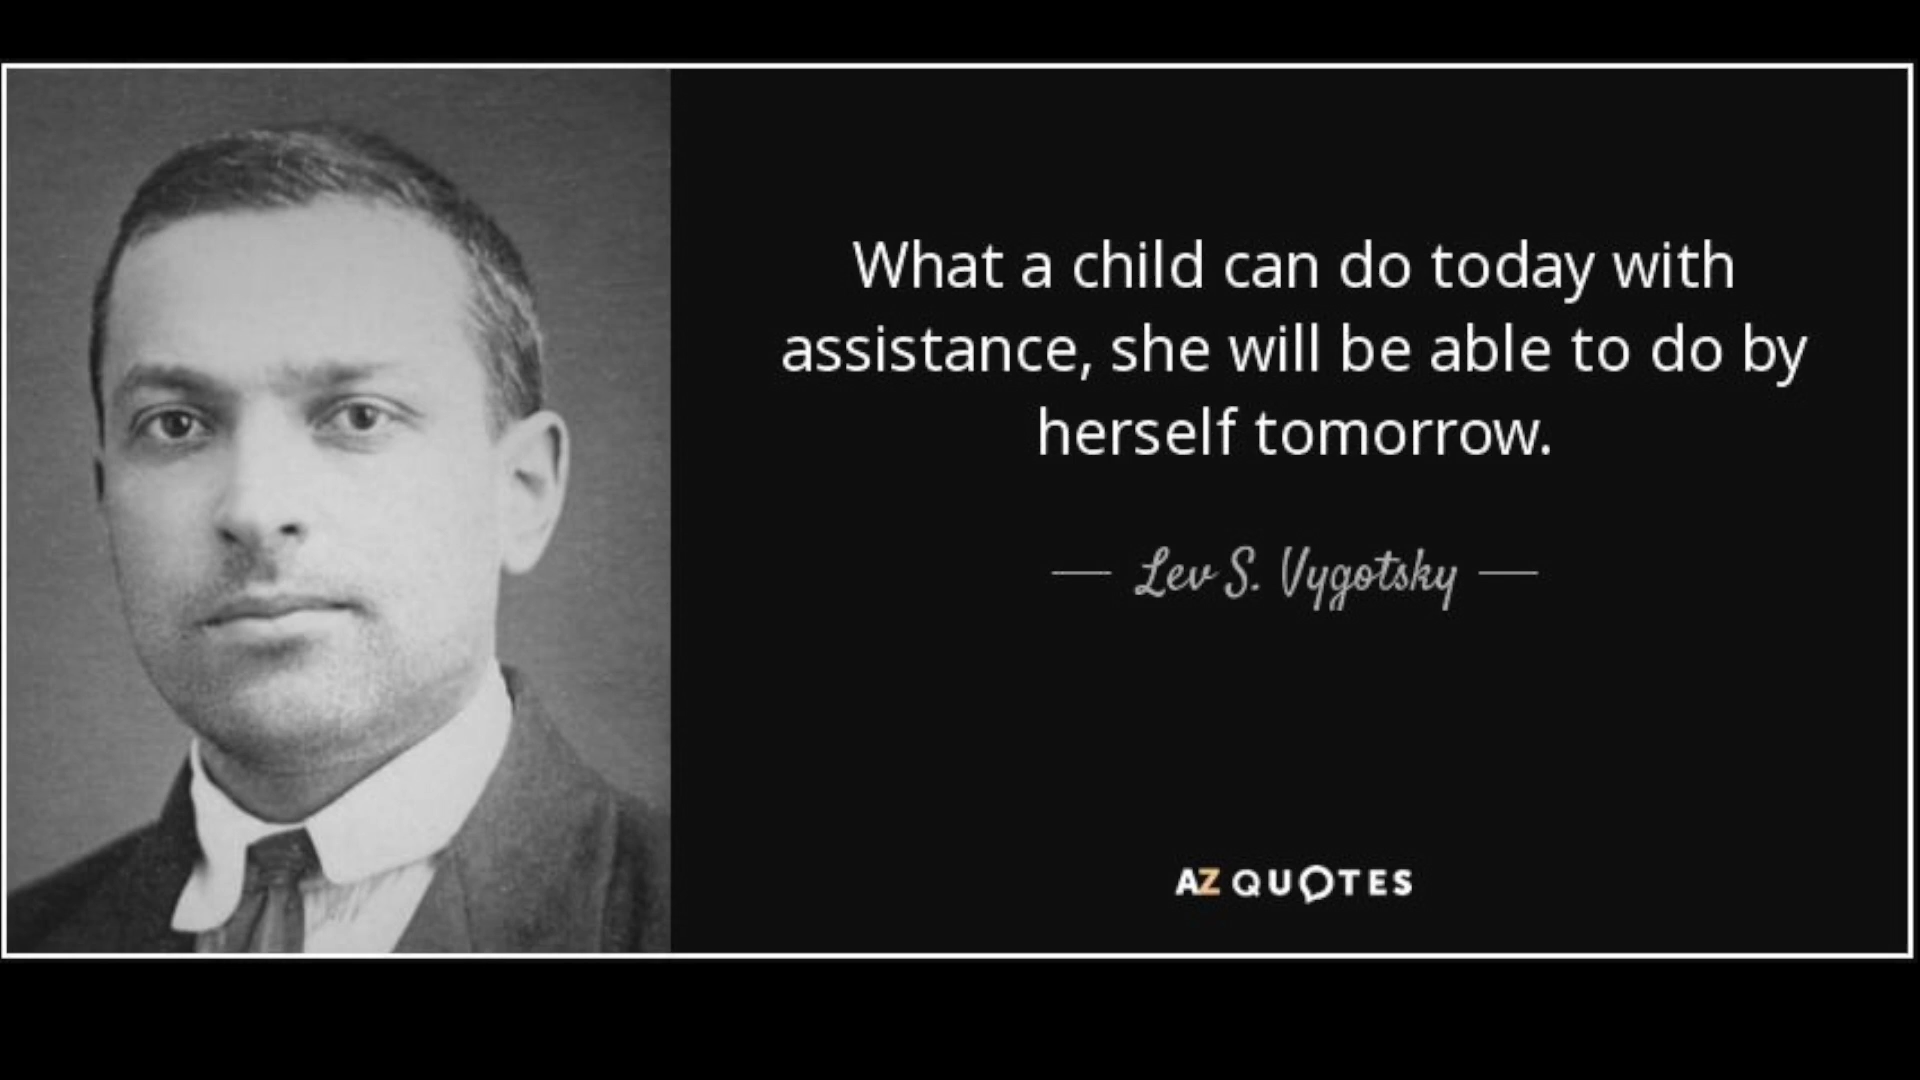 What a child can do today with
assistance, she will be able to do by
herself tomorrow.
Lev S. Vygotsky
AZ QUOTES